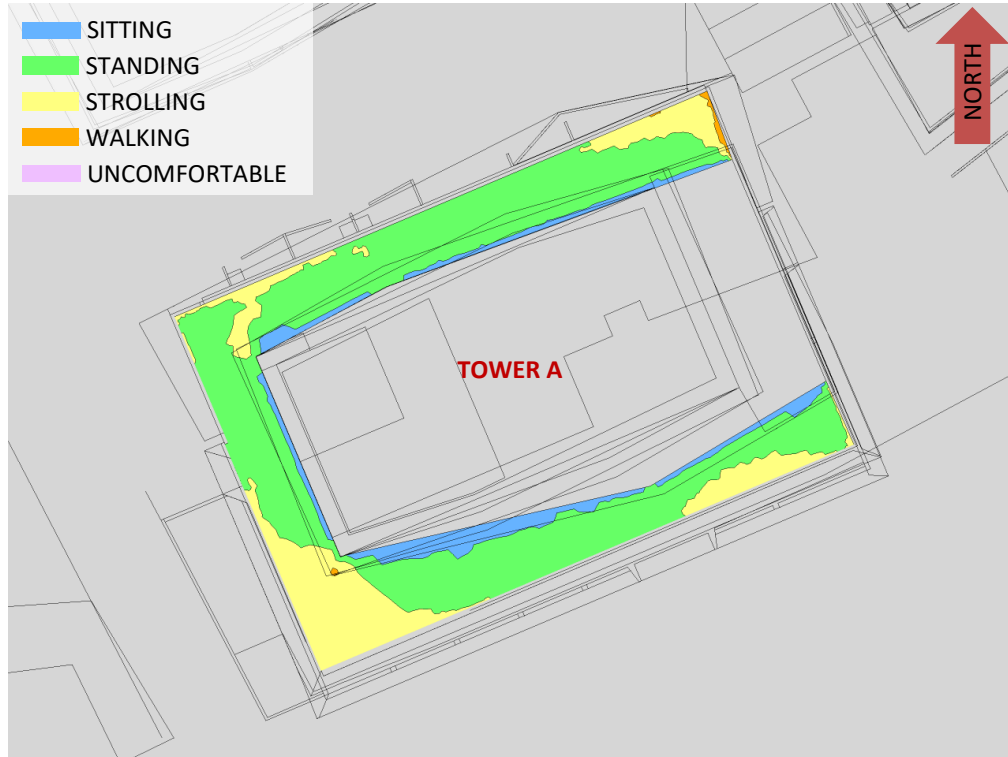 SITTING
STANDING
STROLLING
WALKING
UNCOMFORTABLE
NORTH
TOWER A